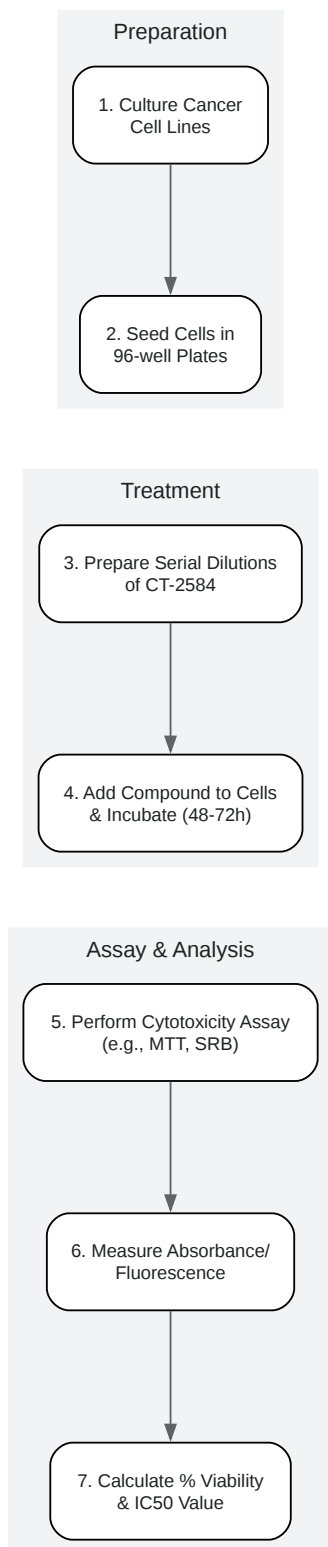 Preparation
1. Culture Cancer
Cell Lines
2. Seed Cells in
96-well Plates
Treatment
3. Prepare Serial Dilutions
of CT-2584
4. Add Compound to Cells
& Incubate (48-72h)
Assay & Analysis
5. Perform Cytotoxicity Assay
(e.g., MTT, SRB)
6. Measure Absorbance/
Fluorescence
7. Calculate % Viability
& IC50 Value